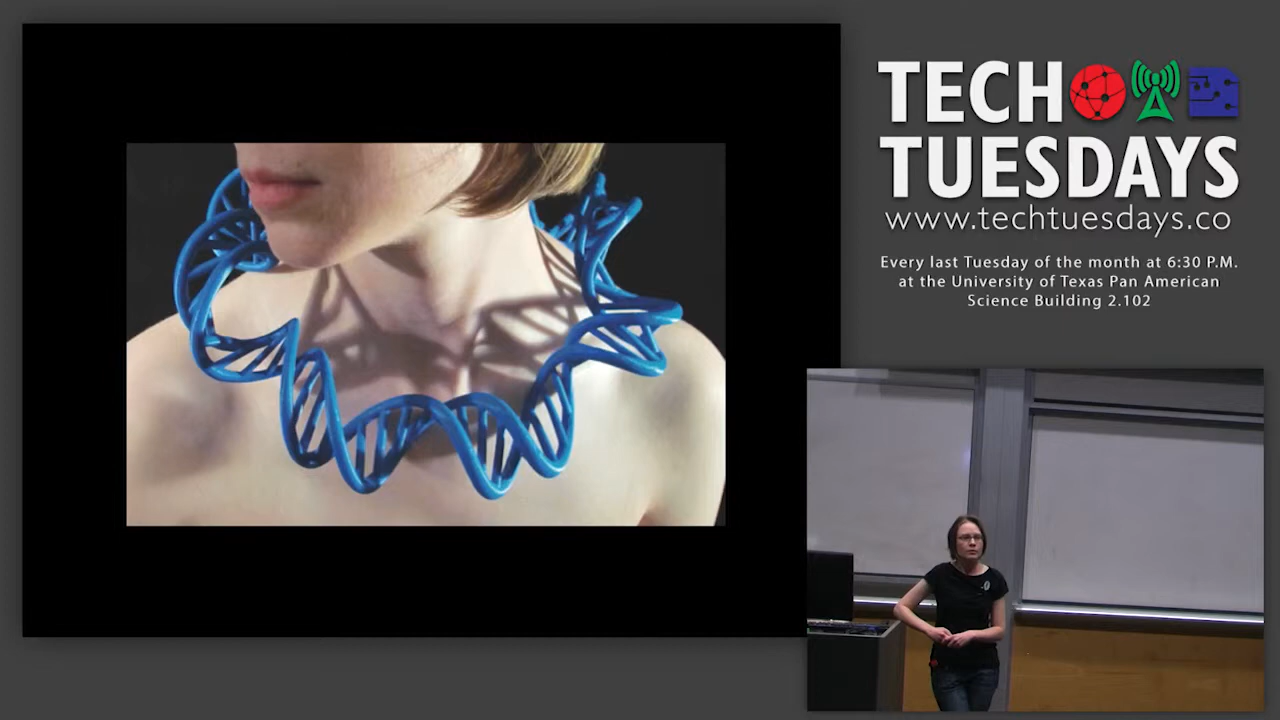 TECH
TUESDAYS
www.techtuesdays.co
Every last Tuesday of the month at 6:30 P.M.
at the University of Texas Pan American
Science Building 2.102